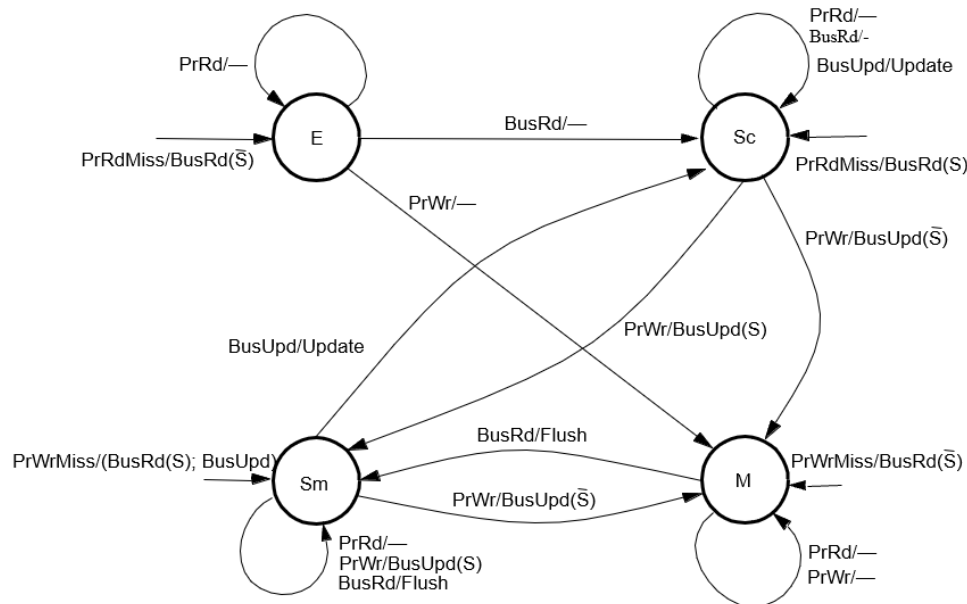 PrRd/—
BusRd/-
BusUpd/Update
PrRd/—
E
BusRd/—
Sc
PrRdMiss/BusRd(S̅)
PrRdMiss/BusRd(S)
PrWr/—
PrWr/BusUpd(S̅)
BusUpd/Update
PrWr/BusUpd(S)
BusRd/Flush
PrWrMiss/(BusRd(S); BusUpd)
PrWrMiss/BusRd(S̅)
Sm
M
PrWr/BusUpd(S̅)
PrRd/—
PrWr/BusUpd(S)
BusRd/Flush
PrRd/—
PrWr/—